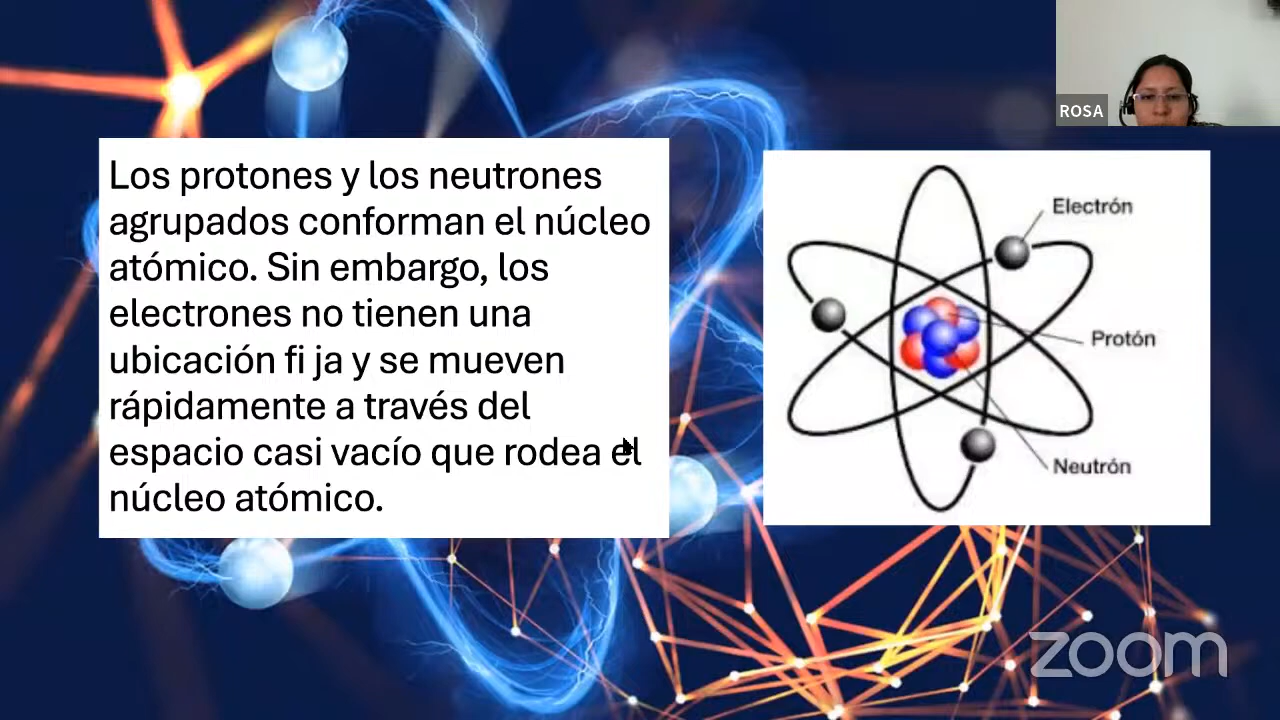 ROSA
Los protones y los neutrones
agrupados conforman el núcleo
atómico. Sin embargo, los
electrones no tienen una
ubicación fi ja y se mueven
rápidamente a través del
espacio casi vacío que rodea el
núcleo atómico.
Electrón
Protón
Neutrón
zoom